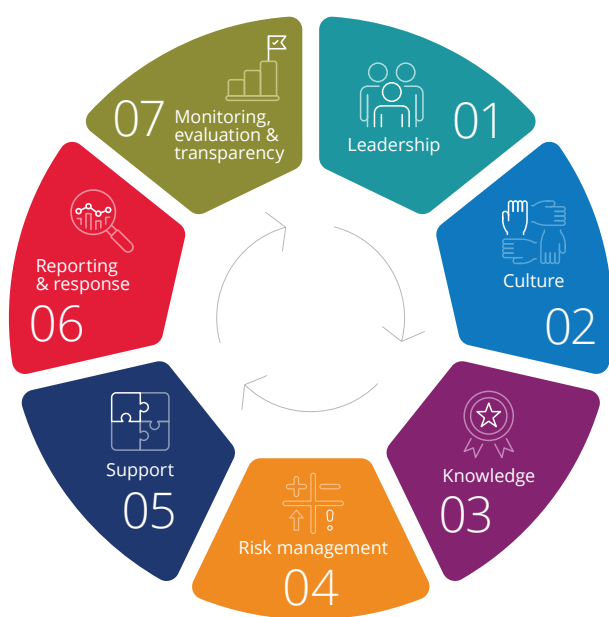 01
Leadership
02
Culture
03
Knowledge
04
Risk management
05
Support
06
Reporting
& response
07
Monitoring,
evaluation &
transparency